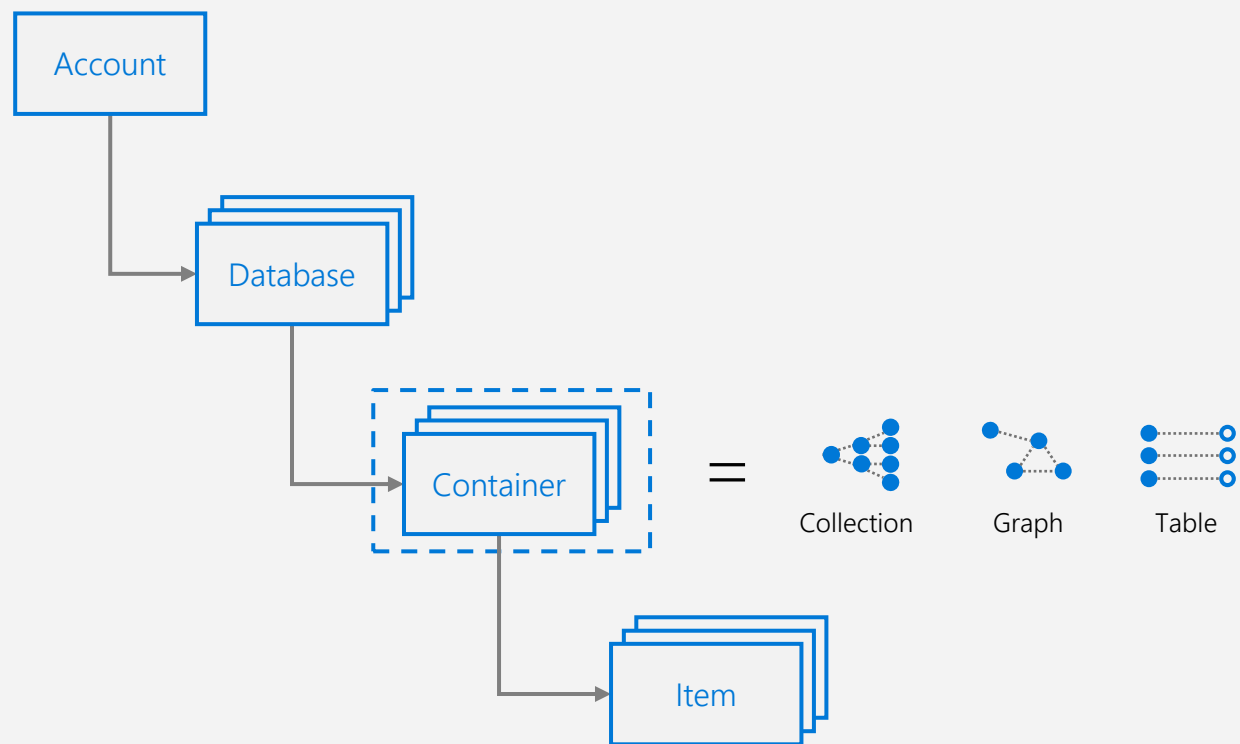 Account
Database
Container
=
Collection
Graph
Table
Item